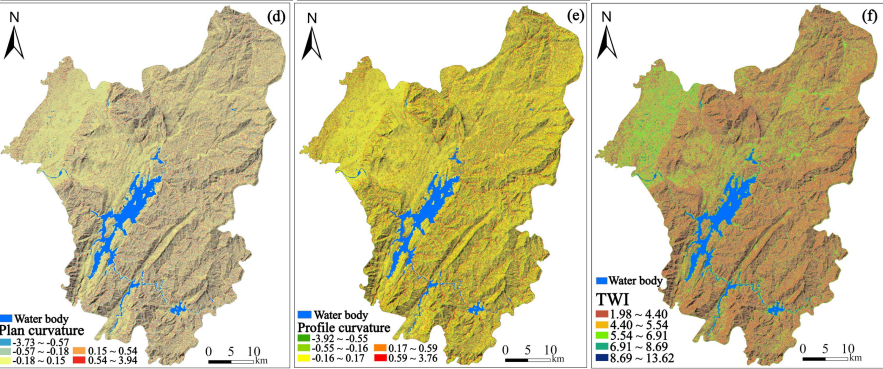 (d)
N
Water body
Plan curvature
-3.73 ~ -0.57
-0.57 ~ -0.18
-0.18 ~ 0.15
0.15 ~ 0.54
0.54 ~ 3.94
0 5 10
km
(e)
N
Water body
Profile curvature
-3.92 ~ -0.55
-0.55 ~ -0.16
-0.16 ~ 0.17
0.17 ~ 0.59
0.59 ~ 3.76
0 5 10
km
(f)
N
Water body
TWI
1.98 ~ 4.40
4.40 ~ 5.54
5.54 ~ 6.91
6.91 ~ 8.69
8.69 ~ 13.62
0 5 10
km